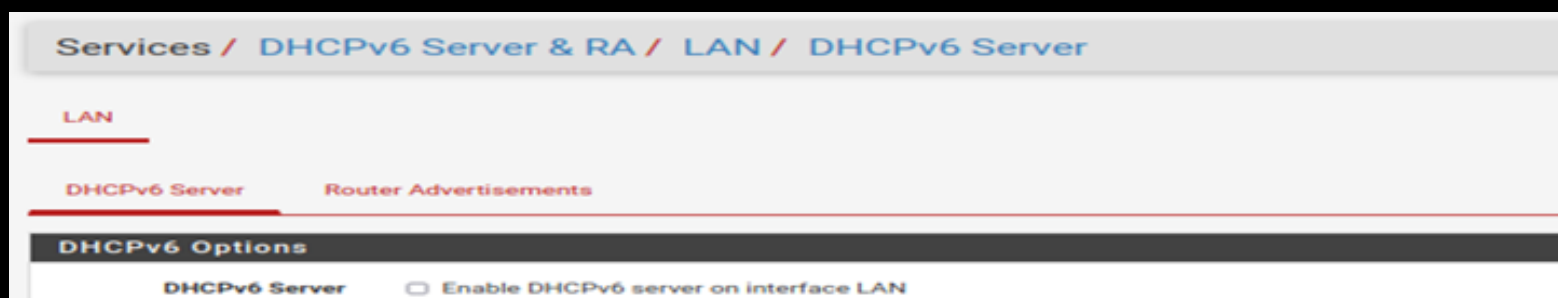 Services / DHCPv6 Server & RA / LAN / DHCPv6 Server
LAN
DHCPv6 Server Router Advertisements
DHCPv6 Options
DHCPv6 Server Enable DHCPv6 server on interface LAN